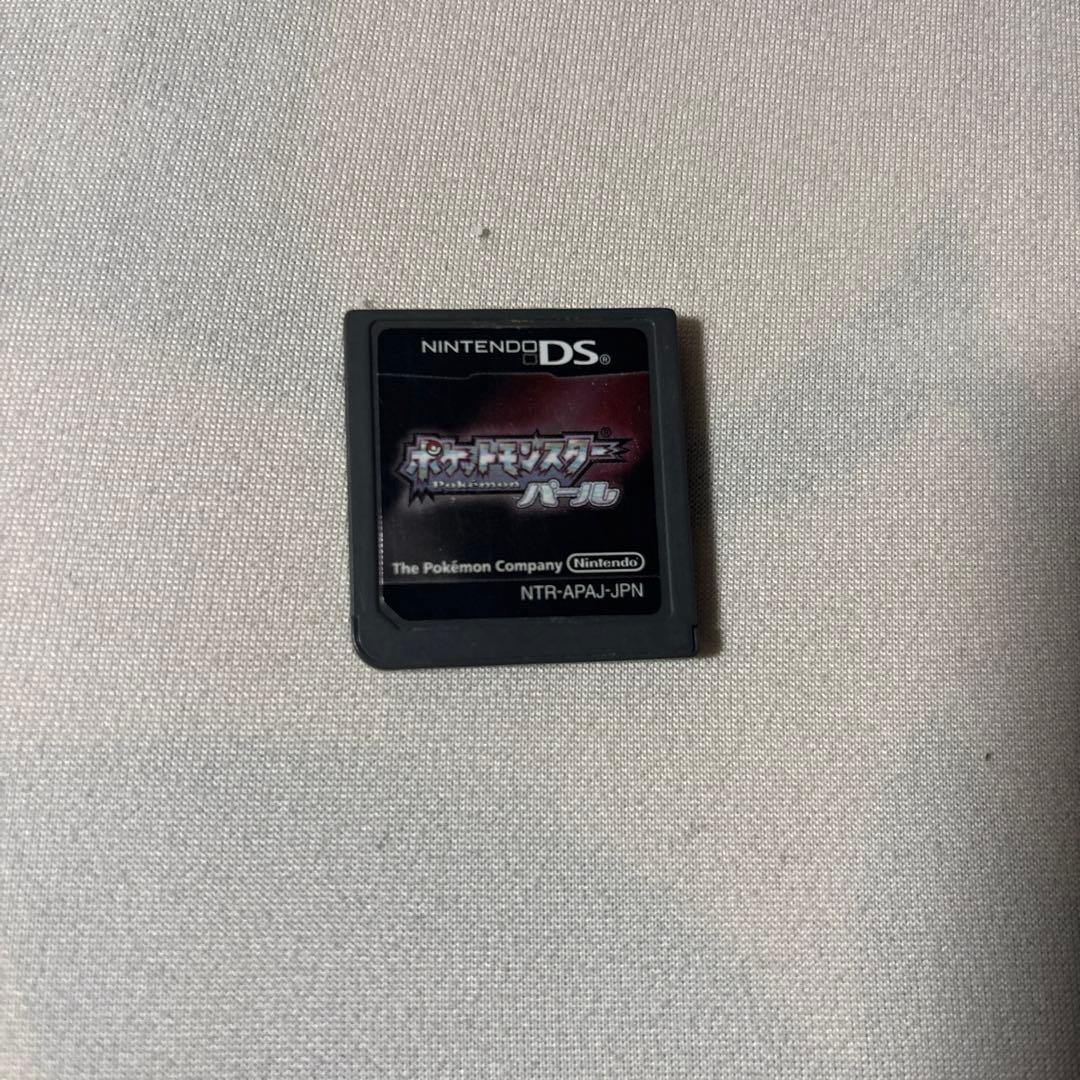 NINTENDO DS®
ポケットモンスター®
Pokémon
パール
The Pokémon Company Nintendo®
NTR-APAJ-JPN